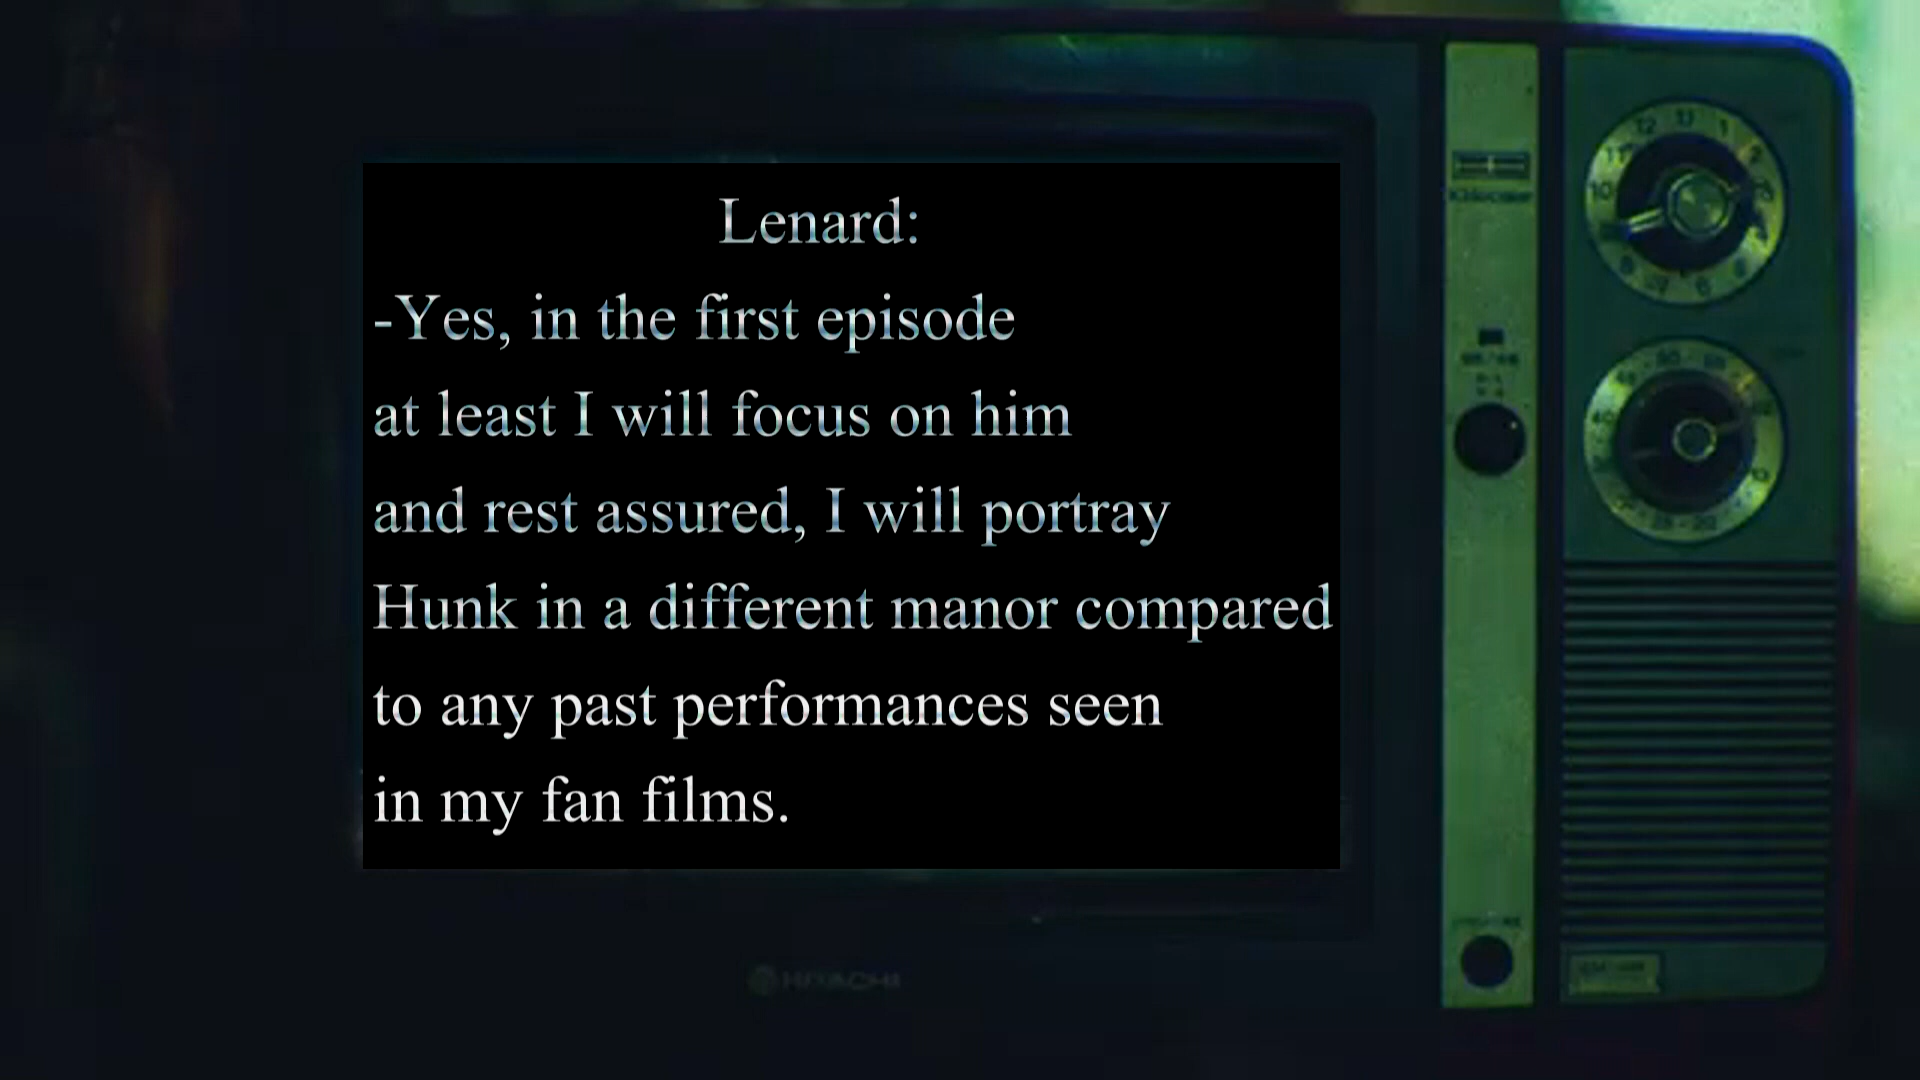 Lenard:
-Yes, in the first episode
at least I will focus on him
and rest assured, I will portray
Hunk in a different manor compared
to any past performances seen
in my fan films.
HITACHI